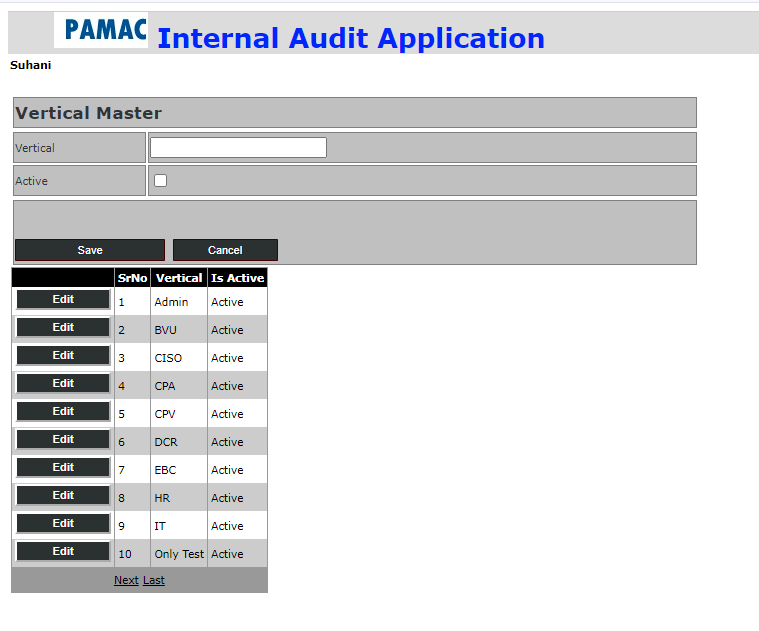 PAMAC Internal Audit Application
Suhani
Vertical Master
Vertical
Active
Save Cancel
SrNo Vertical Is Active
Edit 1 Admin Active
Edit 2 BVU Active
Edit 3 CISO Active
Edit 4 CPA Active
Edit 5 CPV Active
Edit 6 DCR Active
Edit 7 EBC Active
Edit 8 HR Active
Edit 9 IT Active
Edit 10 Only Test Active
Next Last